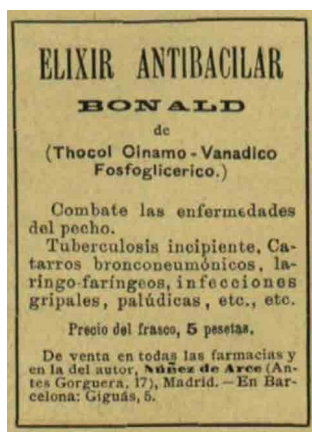 ELIXIR ANTIBACILAR
BONALD
de
(Thocol Cinamo-Vanadico
Fosfoglicerico.)
Combate las enfermedades
del pecho.
Tuberculosis incipiente, Ca-
tarros bronconeumónicos, la-
ringo-faríngeos, infecciones
gripales, palúdicas, etc., etc.
Precio del frasco, 5 pesetas.
De venta en todas las farmacias y
en la del autor, Núñez de Arce (An-
tes Gorguera, 17), Madrid.—En Bar-
celona: Giguás, 5.